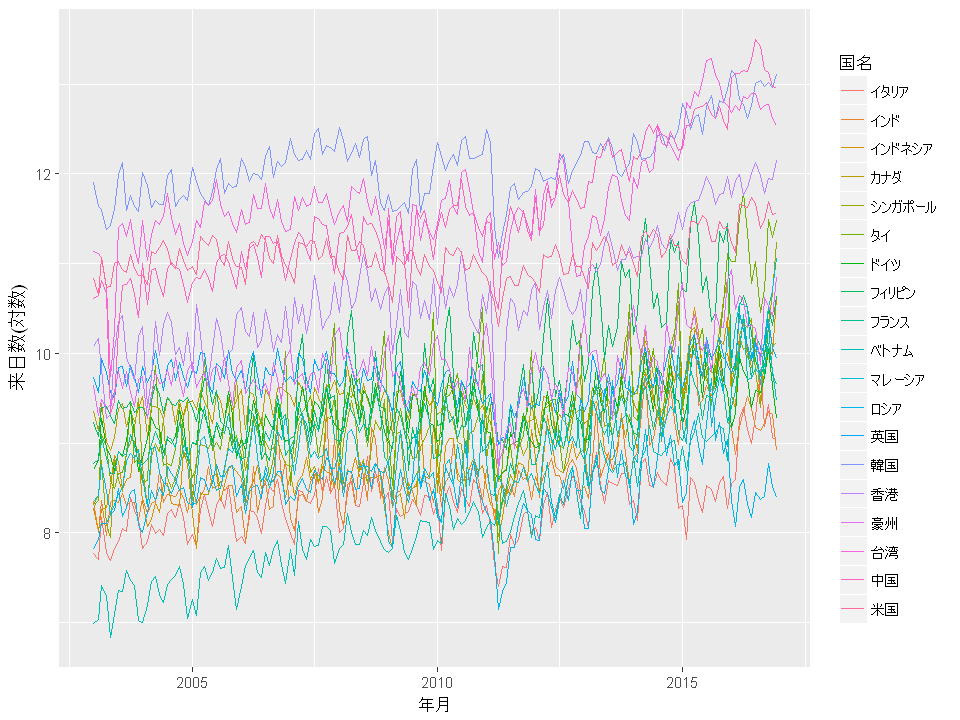 来日数(対数)
12
10
8
2005
2010
2015
年月
国名
イタリア
インド
インドネシア
カナダ
シンガポール
タイ
ドイツ
フィリピン
フランス
ベトナム
マレーシア
ロシア
英国
韓国
香港
豪州
台湾
中国
米国